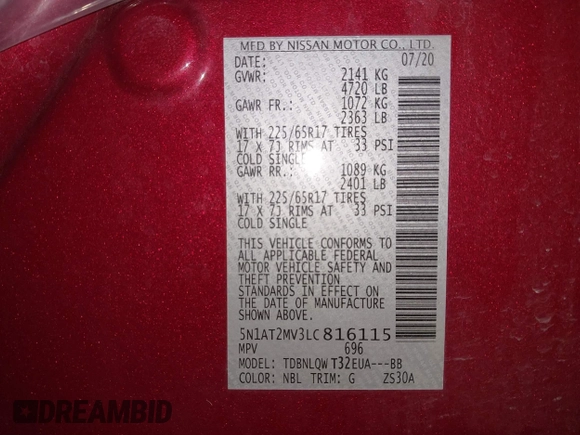 MFD BY NISSAN MOTOR CO., LTD.
DATE: 07/20
GVWR: 2141 KG
4720 LB
GAWR FR.: 1072 KG
2363 LB
WITH 225/65R17 TIRES
17 X 7J RIMS AT 33 PSI
COLD SINGLE
GAWR RR.: 1089 KG
2401 LB
WITH 225/65R17 TIRES
17 X 7J RIMS AT 33 PSI
COLD SINGLE
THIS VEHICLE CONFORMS TO
ALL APPLICABLE FEDERAL
MOTOR VEHICLE SAFETY AND
THEFT PREVENTION
STANDARDS IN EFFECT ON
THE DATE OF MANUFACTURE
SHOWN ABOVE.
5N1AT2MV3LC816115
MPV 696
MODEL: TDBNLQW T32EUA---BB
COLOR: NBL TRIM: G ZS30A
DREAMBID